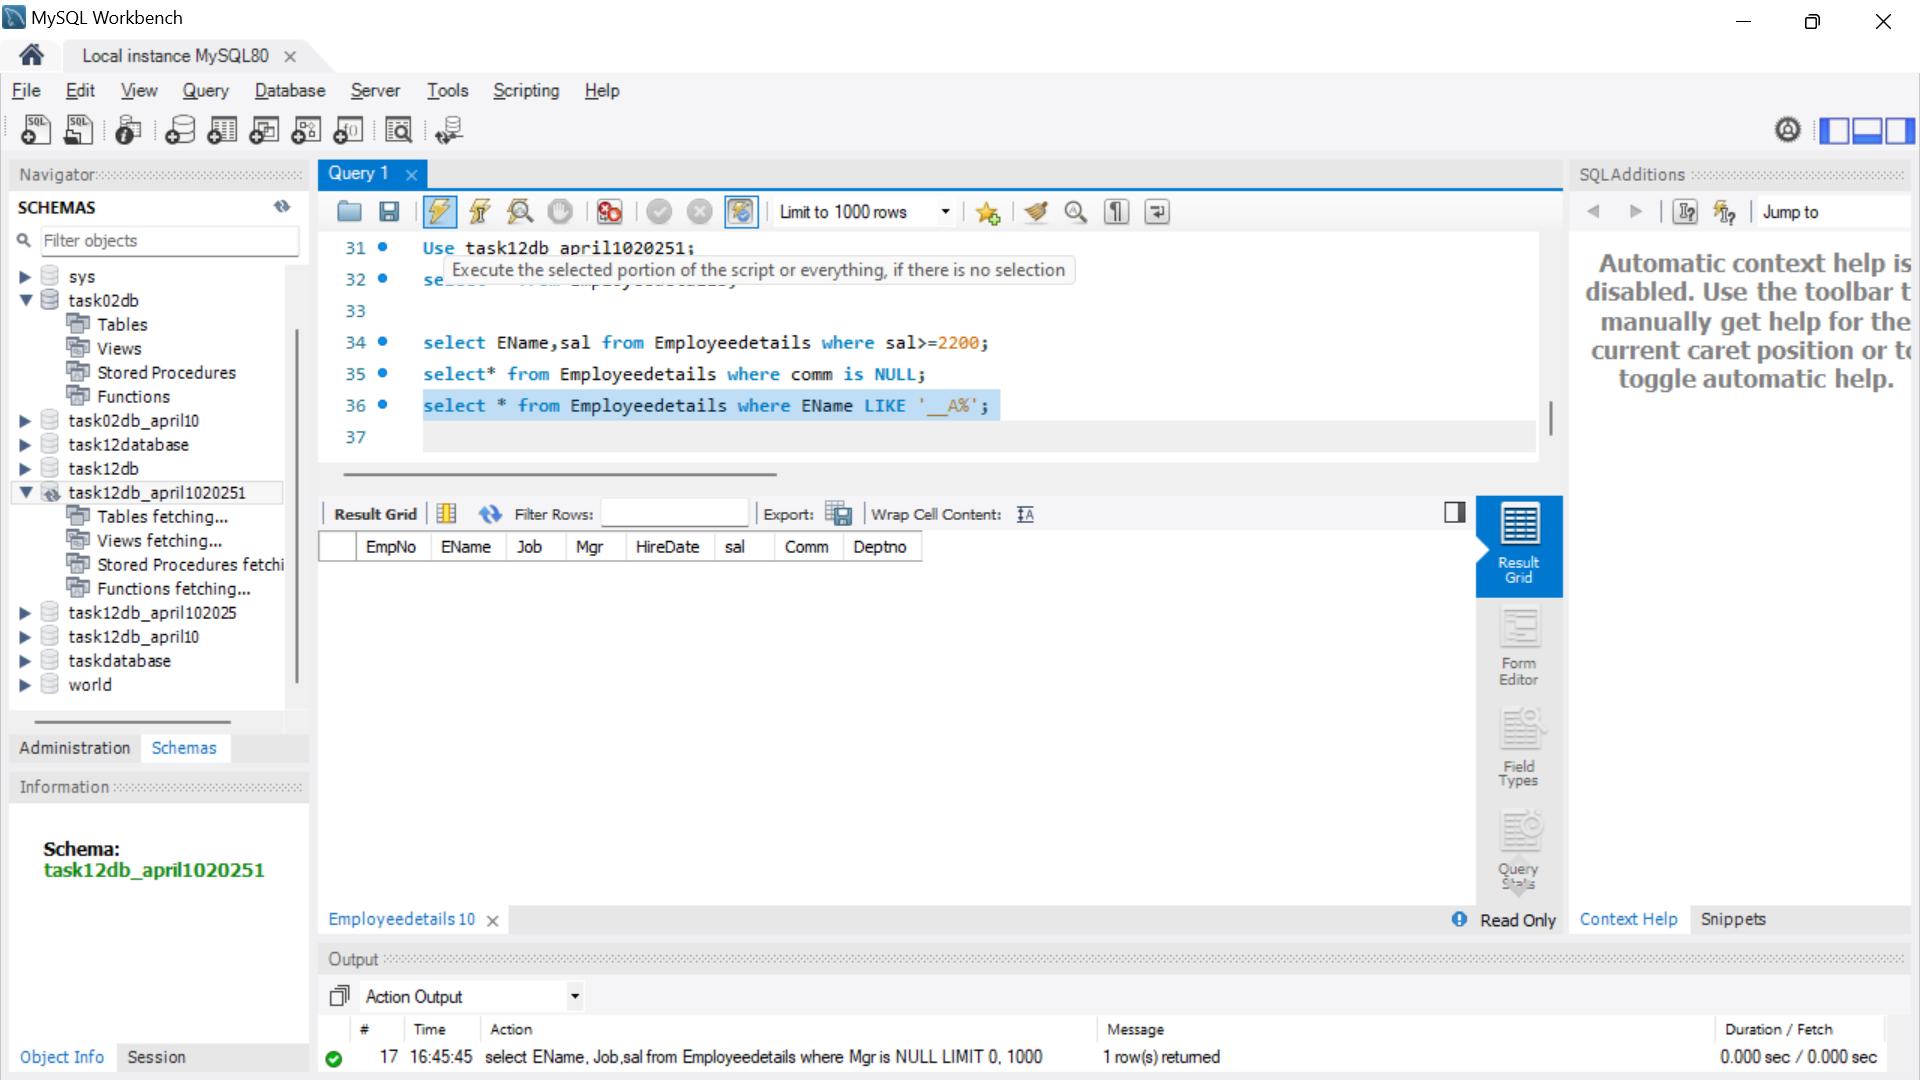 MySQL Workbench
Local instance MySQL80
File Edit View Query Database Server Tools Scripting Help
Navigator
SCHEMAS
Filter objects
sys
task02db
Tables
Views
Stored Procedures
Functions
task02db_april10
task12database
task12db
task12db_april1020251
Tables fetching...
Views fetching...
Stored Procedures fetchi
Functions fetching...
task12db_april102025
task12db_april10
taskdatabase
world
Administration Schemas
Information
Schema:
task12db_april1020251
Object Info Session
Query 1
Limit to 1000 rows
31 Use task12db_april1020251;
Execute the selected portion of the script or everything, if there is no selection
32 se
33
34 select EName,sal from Employeedetails where sal>=2200;
35 select* from Employeedetails where comm is NULL;
36 select * from Employeedetails where EName LIKE '__A%';
37
Result Grid Filter Rows: Export: Wrap Cell Content:
EmpNo EName Job Mgr HireDate sal Comm Deptno
Result
Grid
Form
Editor
Field
Types
Query
Stats
Employeedetails 10
Read Only
SQLAdditions
Jump to
Automatic context help is
disabled. Use the toolbar t
manually get help for the
current caret position or to
toggle automatic help.
Context Help Snippets
Output
Action Output
# Time Action Message Duration / Fetch
17 16:45:45 select EName, Job,sal from Employeedetails where Mgr is NULL LIMIT 0, 1000 1 row(s) returned 0.000 sec / 0.000 sec